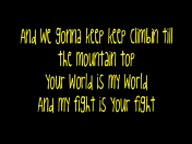 And we gonna keep keep climbin till
the mountain top
Your world is my world
And my fight is your fight